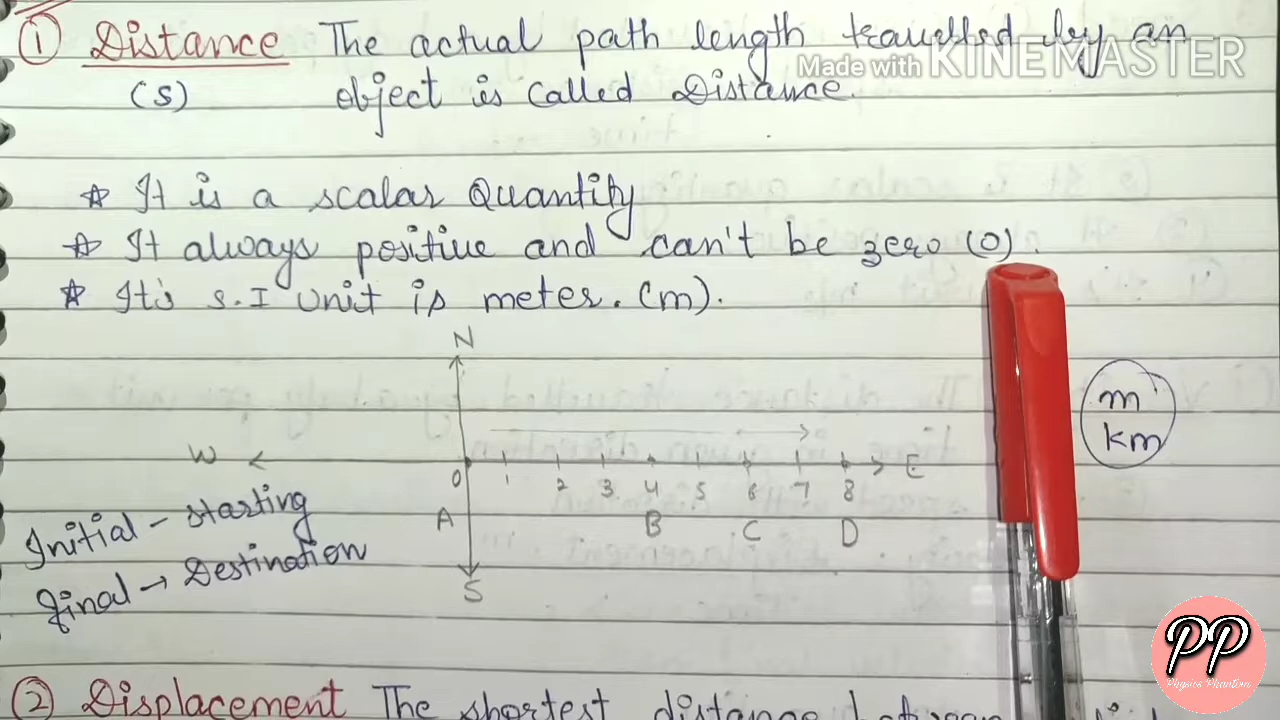 ① Distance The actual path length travelled by an
Made with KINEMASTER
(S) object is called Distance.
☆ It is a scalar Quantity
☆ It always positive and can't be zero (0).
☆ It's S.I Unit is meter. (m).
N
m
km
W E
0 1 2 3 4 5 6 7 8
A B C D
Initial - starting
final → Destination
S
PP
Physics Phantom
② Displacement The shortest distance between